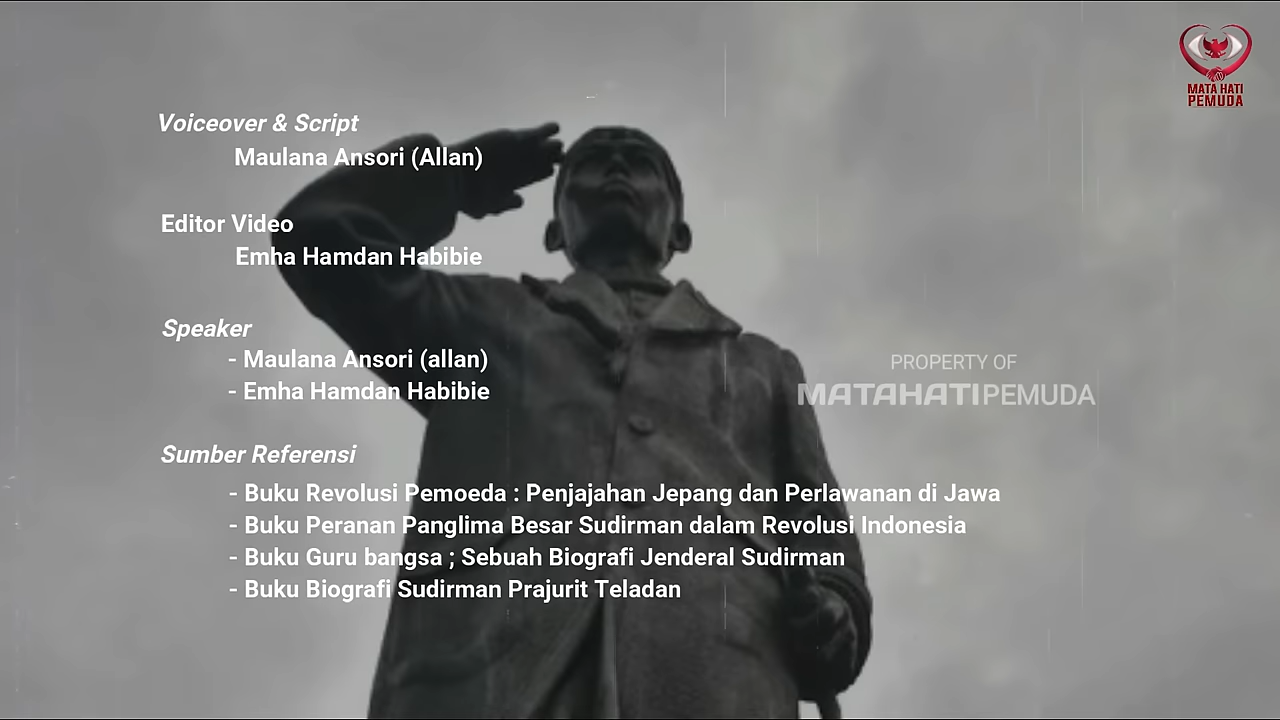 MATA HATI
PEMUDA
Voiceover & Script
Maulana Ansori (Allan)
Editor Video
Emha Hamdan Habibie
Speaker
- Maulana Ansori (allan)
- Emha Hamdan Habibie
PROPERTY OF
MATAHATIPEMUDA
Sumber Referensi
- Buku Revolusi Pemoeda : Penjajahan Jepang dan Perlawanan di Jawa
- Buku Peranan Panglima Besar Sudirman dalam Revolusi Indonesia
- Buku Guru bangsa ; Sebuah Biografi Jenderal Sudirman
- Buku Biografi Sudirman Prajurit Teladan